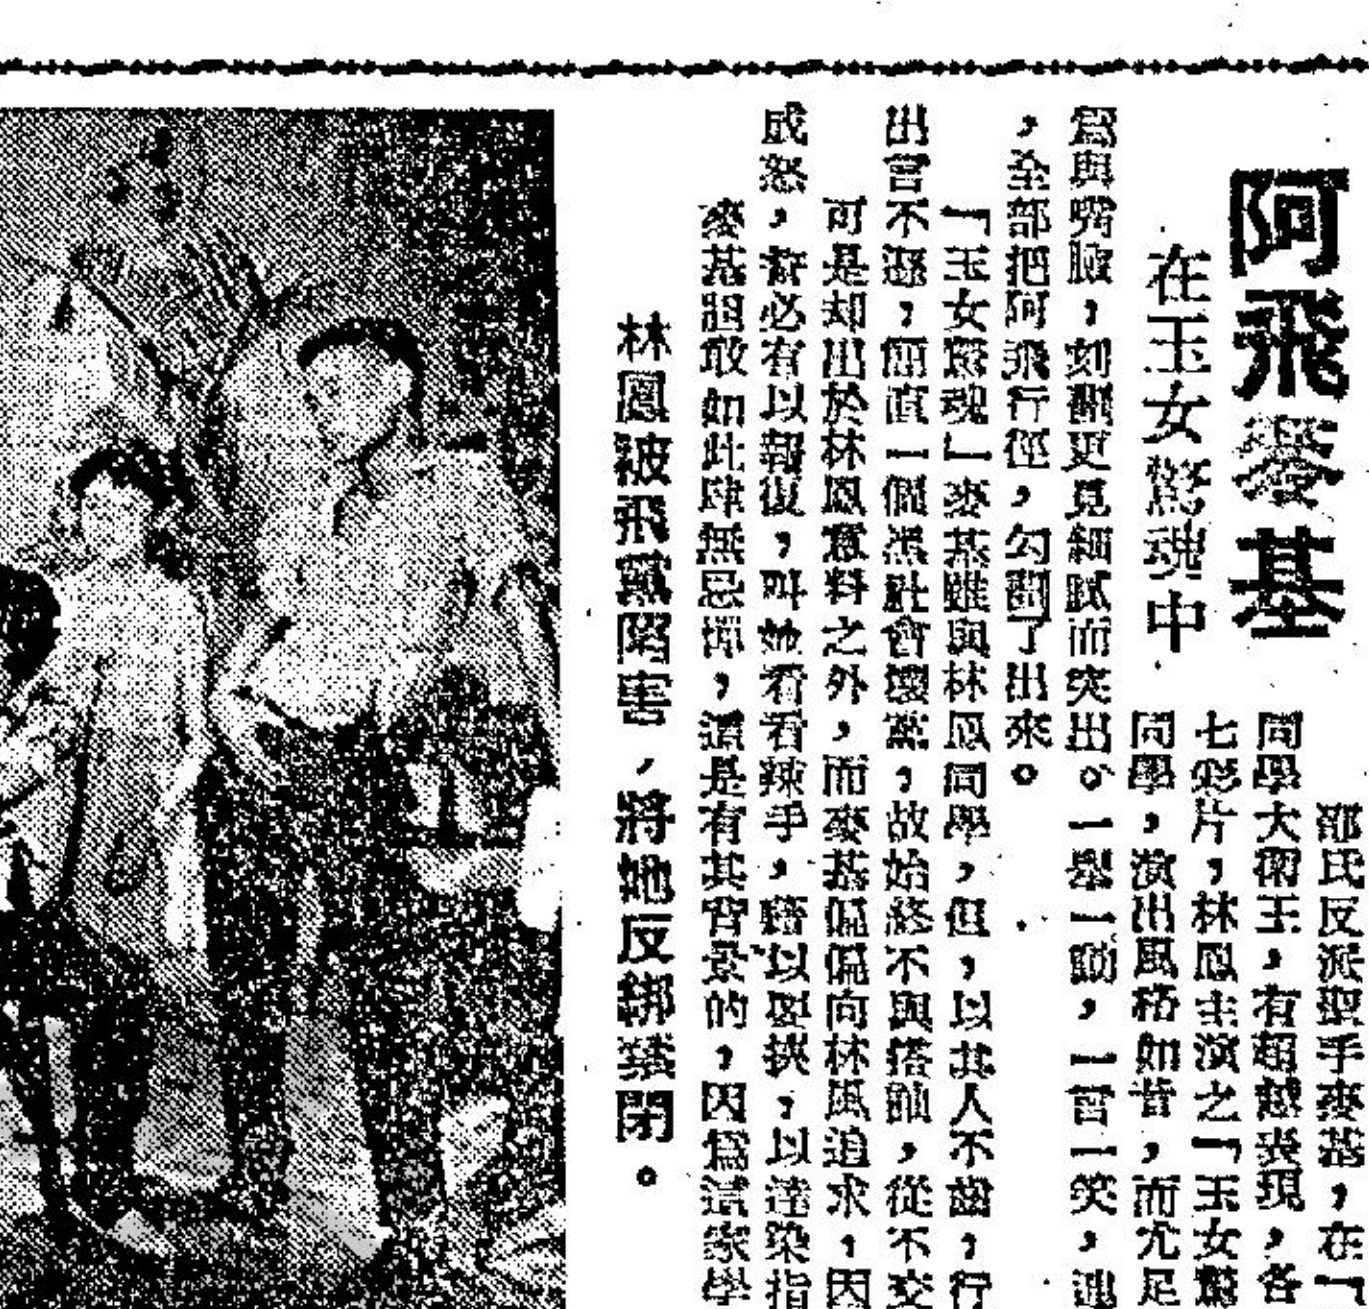 阿飛麥基
在玉女驚魂中
邵氏反派聖手麥基，在「
同學大衛王，有超越表現，各
七彩片，林鳳主演之「玉女驚
同學，演出風格如昔，而尤足
爲與嘴臉，刻劃更見細膩而突出。一舉一動，一言一笑，連
，全部把阿飛行徑，勾劃了出來。
「玉女驚魂」麥基雖與林鳳同學，但，以其人不齒，行
出言不遜，簡直一個黑社會壞黨，故始終不與搭訕，從不交
可是却出於林鳳意料之外，而麥基偏偏向林鳳追求，因
成怒，誓必有以報復，叫她看看辣手，藉以要挾，以達染指
麥基胆敢如此肆無忌憚，還是有其背景的，因爲這家學
林鳳被飛黨陷害，將她反綁禁閉。